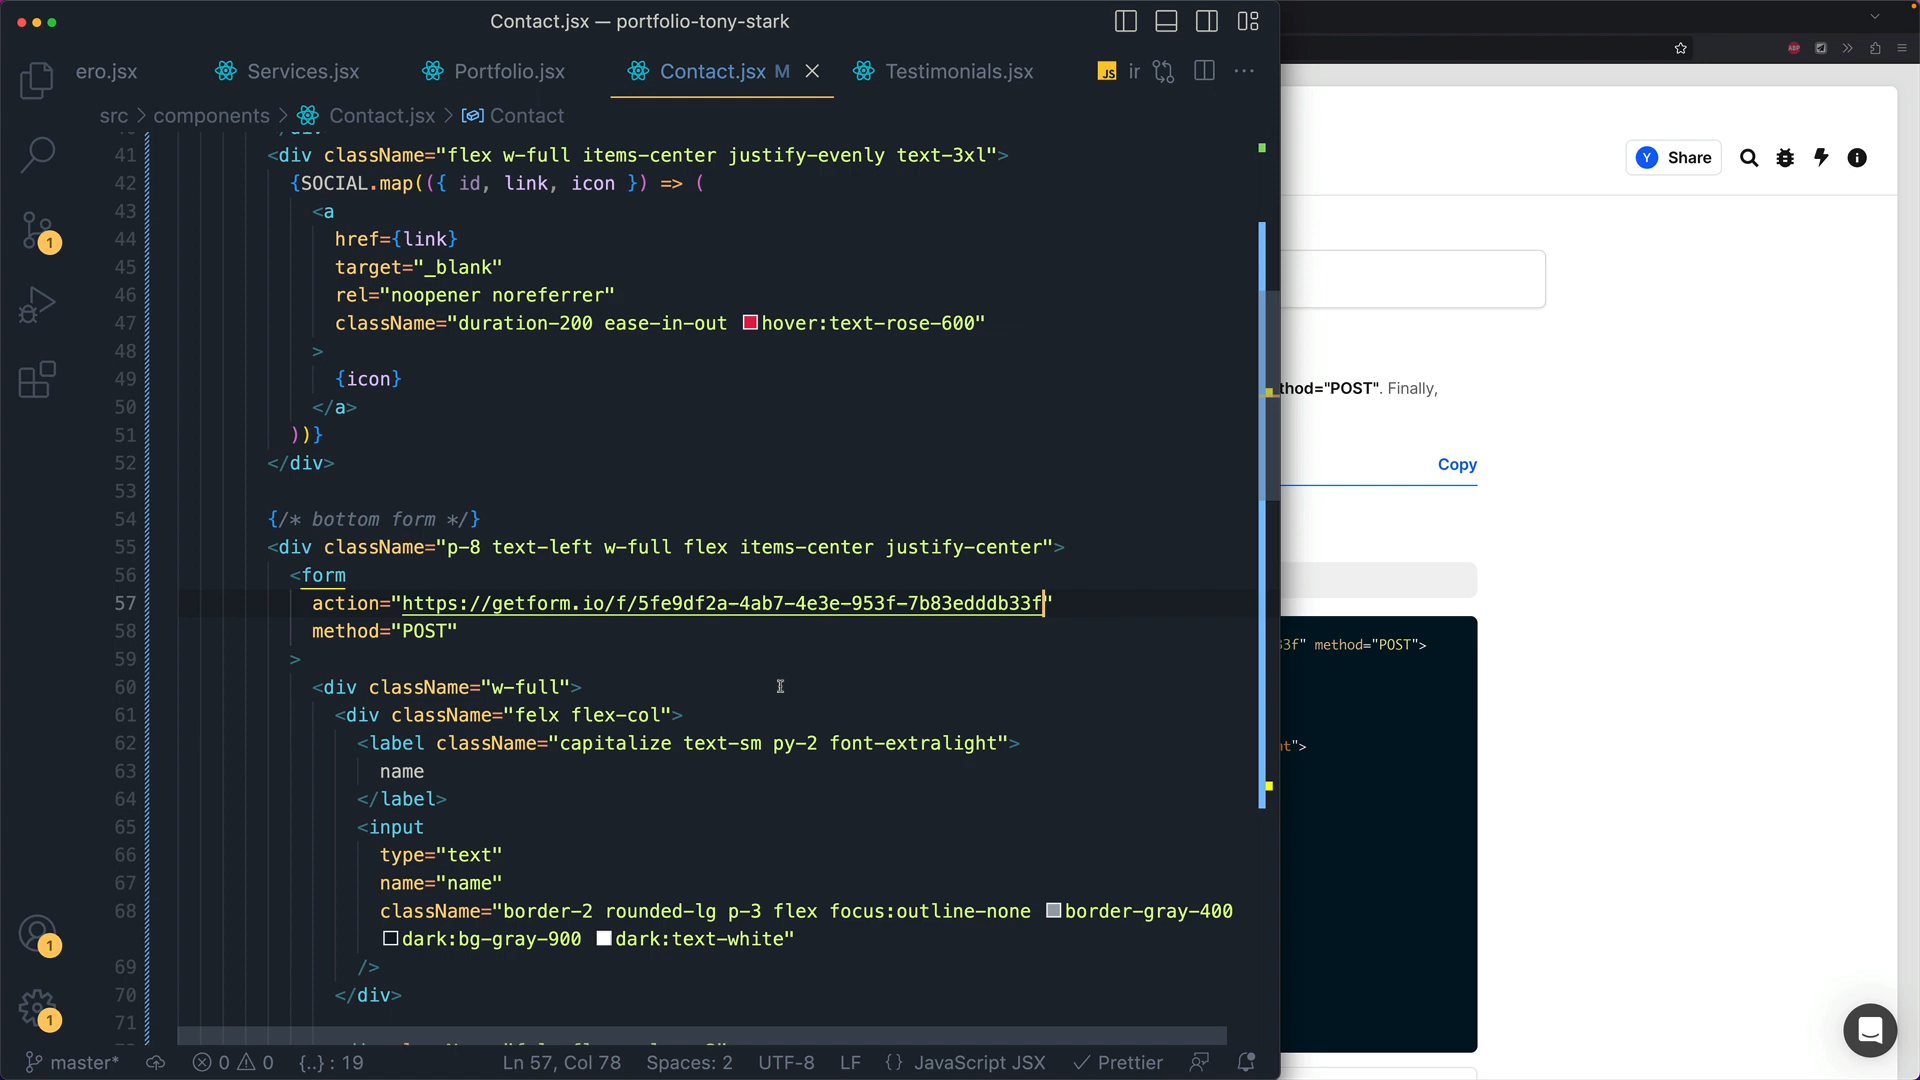 Contact.jsx — portfolio-tony-stark
ero.jsx
Services.jsx
Portfolio.jsx
Contact.jsx M
Testimonials.jsx
JS ir
src > components > Contact.jsx > Contact
41 <div className="flex w-full items-center justify-evenly text-3xl">
42 {SOCIAL.map(({ id, link, icon }) => (
43 <a
44 href={link}
45 target="_blank"
46 rel="noopener noreferrer"
47 className="duration-200 ease-in-out hover:text-rose-600"
48 >
49 {icon}
50 </a>
51 ))}
52 </div>
53
54 {/* bottom form */}
55 <div className="p-8 text-left w-full flex items-center justify-center">
56 <form
57 action="https://getform.io/f/5fe9df2a-4ab7-4e3e-953f-7b83edddb33f"
58 method="POST"
59 >
60 <div className="w-full">
61 <div className="felx flex-col">
62 <label className="capitalize text-sm py-2 font-extralight">
63 name
64 </label>
65 <input
66 type="text"
67 name="name"
68 className="border-2 rounded-lg p-3 flex focus:outline-none border-gray-400
dark:bg-gray-900 dark:text-white"
69 />
70 </div>
71
1
1
1
master* 0 0 {..} : 19 Ln 57, Col 78 Spaces: 2 UTF-8 LF {} JavaScript JSX Prettier
ABP
Y Share
thod="POST". Finally,
Copy
33f" method="POST">
nt">